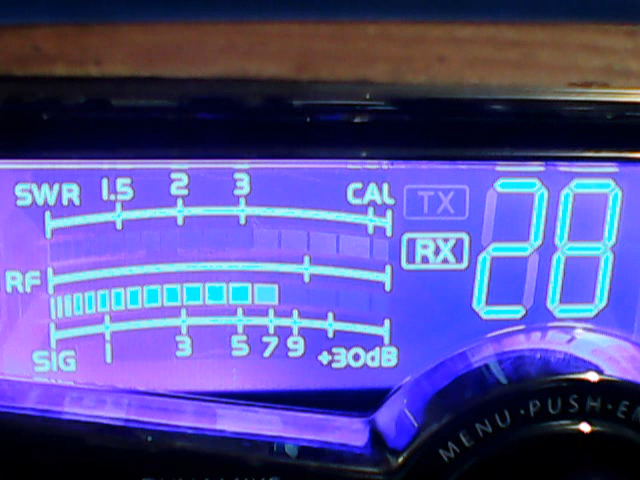 SWR 1.5 2 3 CAL
TX
28
RX
RF
SIG 1 3 5 7 9 +30dB
MENU·PUSH·